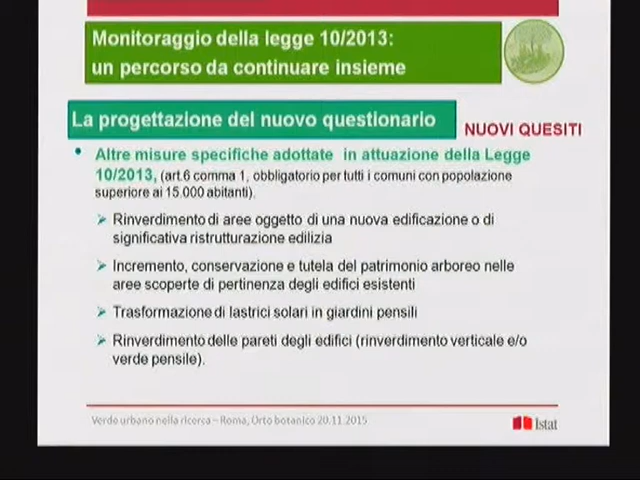 Monitoraggio della legge 10/2013:
un percorso da continuare insieme
La progettazione del nuovo questionario
NUOVI QUESITI
• Altre misure specifiche adottate in attuazione della Legge
10/2013, (art.6 comma 1, obbligatorio per tutti i comuni con popolazione
superiore ai 15.000 abitanti).
➢ Rinverdimento di aree oggetto di una nuova edificazione o di
significativa ristrutturazione edilizia
➢ Incremento, conservazione e tutela del patrimonio arboreo nelle
aree scoperte di pertinenza degli edifici esistenti
➢ Trasformazione di lastrici solari in giardini pensili
➢ Rinverdimento delle pareti degli edifici (rinverdimento verticale e/o
verde pensile).
Verde urbano nella ricerca – Roma, Orto botanico 20.11.2015
Istat